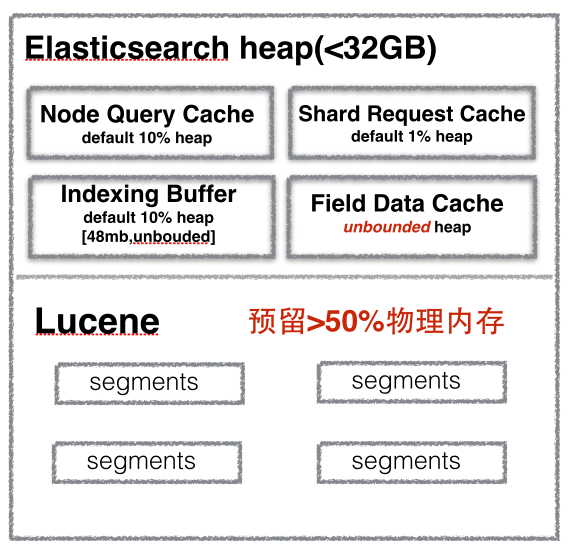 Elasticsearch heap(<32GB)
Node Query Cache
default 10% heap
Shard Request Cache
default 1% heap
Indexing Buffer
default 10% heap
[48mb,unbouded]
Field Data Cache
unbounded heap
Lucene
预留>50%物理内存
segments
segments
segments
segments